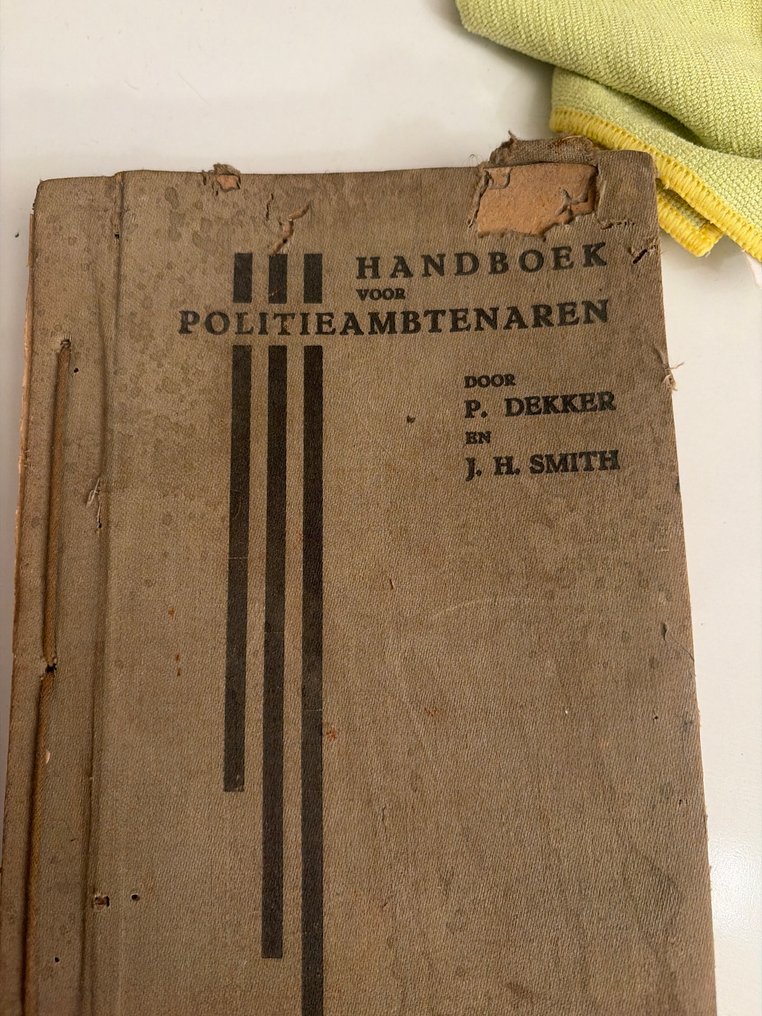 HANDBOEK
VOOR
POLITIEAMBTENAREN
DOOR
P. DEKKER
EN
J. H. SMITH